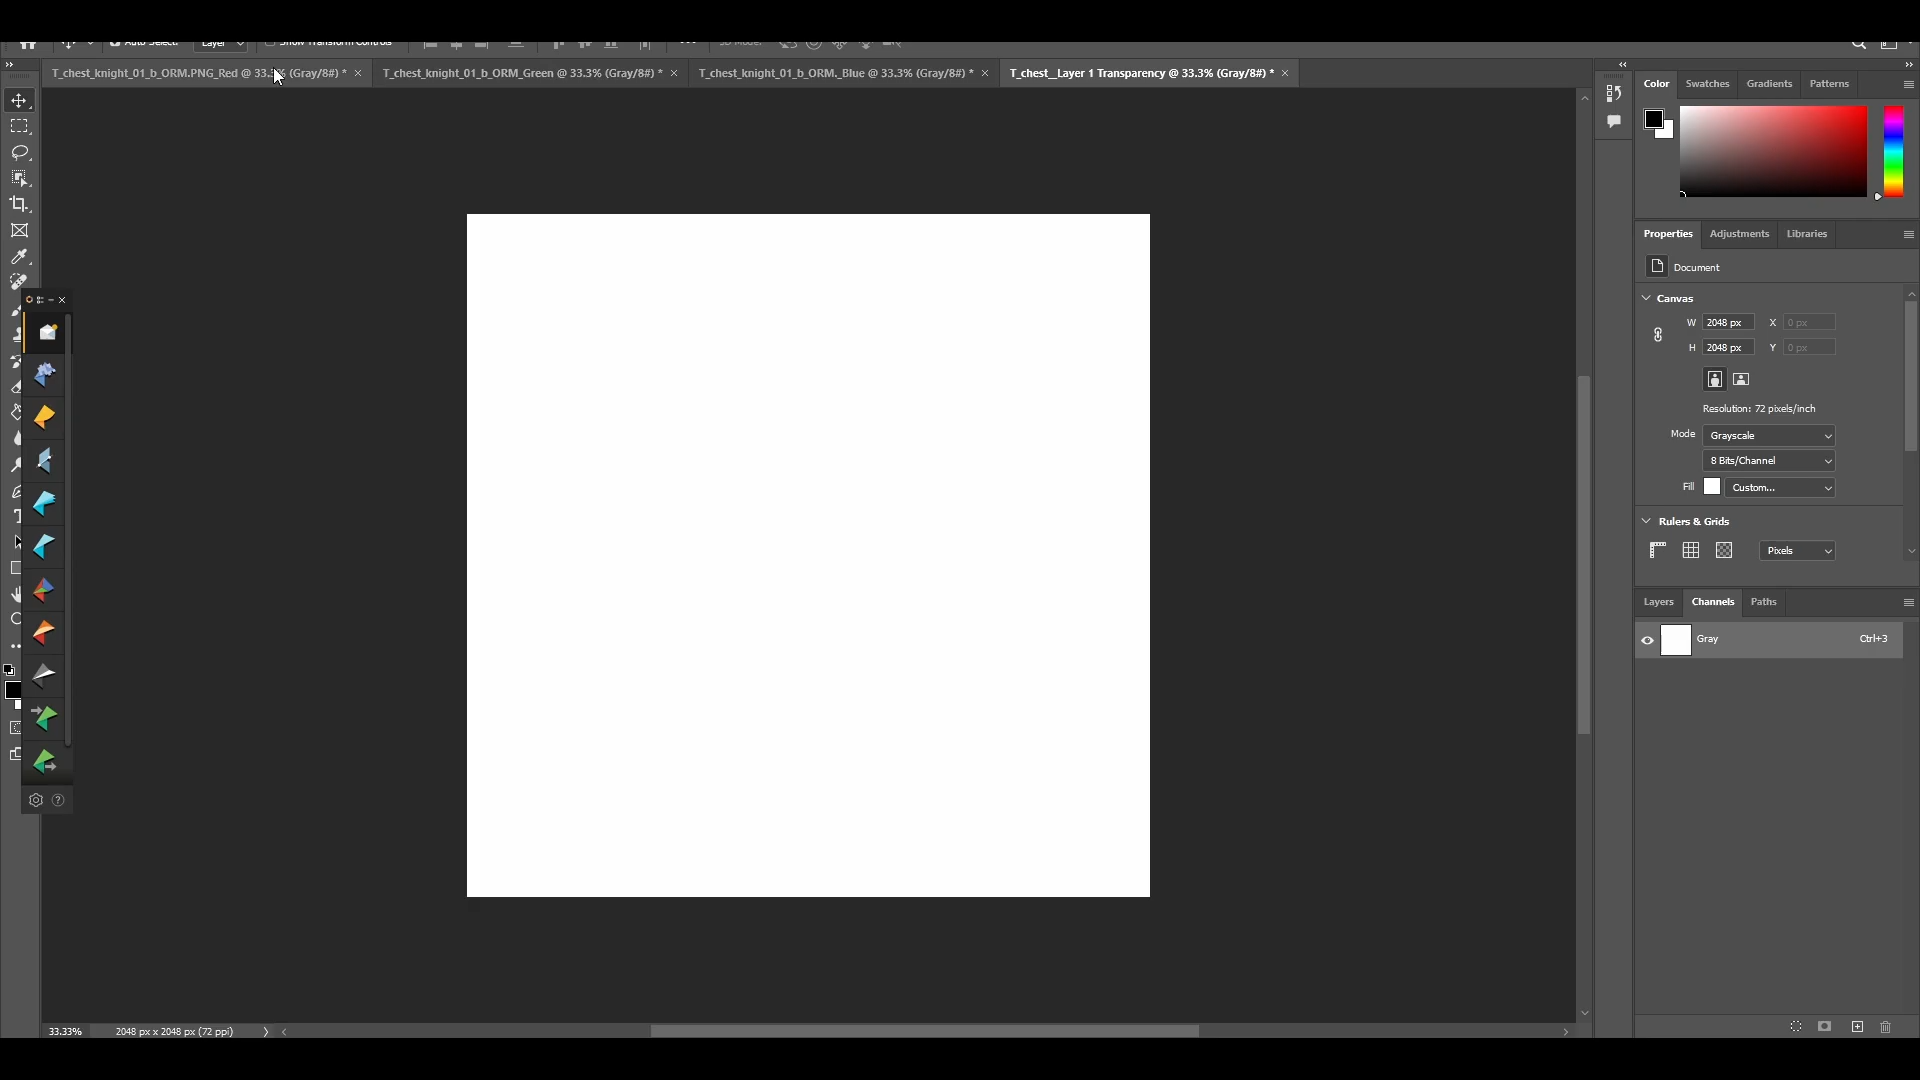 Auto Select: Layer Show Transform Controls 3D Mode:
T_chest_knight_01_b_ORM.PNG_Red @ 33.3% (Gray/8#) * T_chest_knight_01_b_ORM_Green @ 33.3% (Gray/8#) * T_chest_knight_01_b_ORM._Blue @ 33.3% (Gray/8#) * T_chest__Layer 1 Transparency @ 33.3% (Gray/8#) *
Color Swatches Gradients Patterns
Properties Adjustments Libraries
Document
Canvas
W 2048 px X 0 px
H 2048 px Y 0 px
Resolution: 72 pixels/inch
Mode Grayscale
8 Bits/Channel
Fill Custom...
Rulers & Grids
Pixels
Layers Channels Paths
Gray Ctrl+3
33.33% 2048 px x 2048 px (72 ppi)